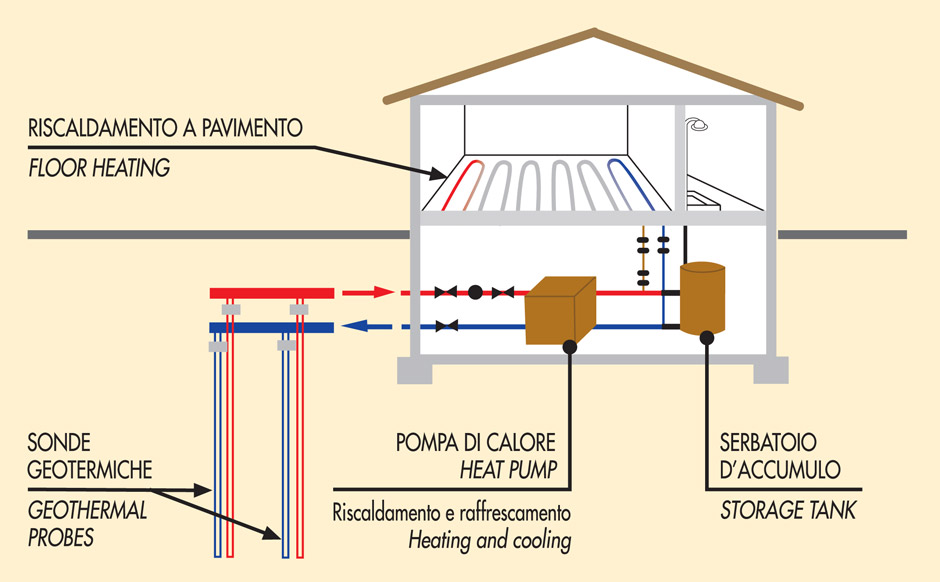 RISCALDAMENTO A PAVIMENTO
FLOOR HEATING
SONDE
GEOTERMICHE
GEOTHERMAL
PROBES
POMPA DI CALORE
HEAT PUMP
Riscaldamento e raffrescamento
Heating and cooling
SERBATOIO
D'ACCUMULO
STORAGE TANK